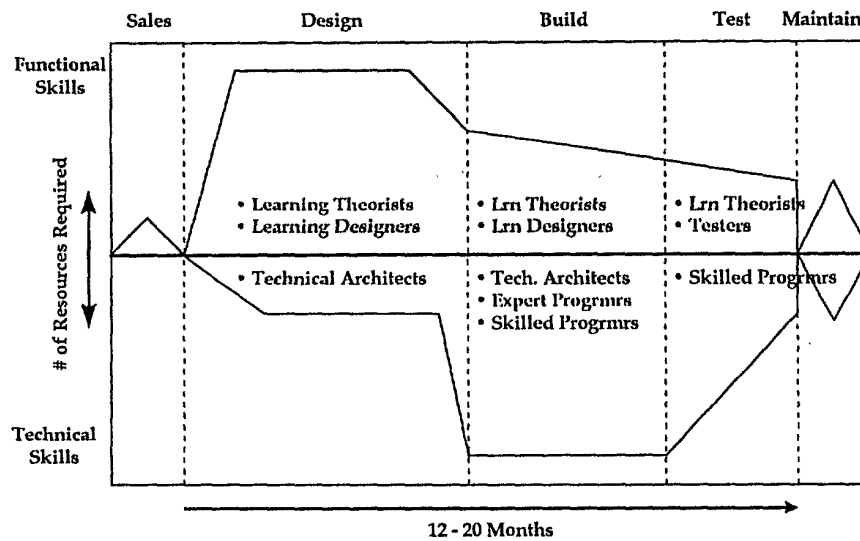 Sales Design Build Test Maintain
Functional
Skills
# of Resources Required
• Learning Theorists
• Learning Designers
• Lrn Theorists
• Lrn Designers
• Lrn Theorists
• Testers
• Technical Architects
• Tech. Architects
• Expert Progrmrs
• Skilled Progrmrs
• Skilled Progrmrs
Technical
Skills
12 - 20 Months